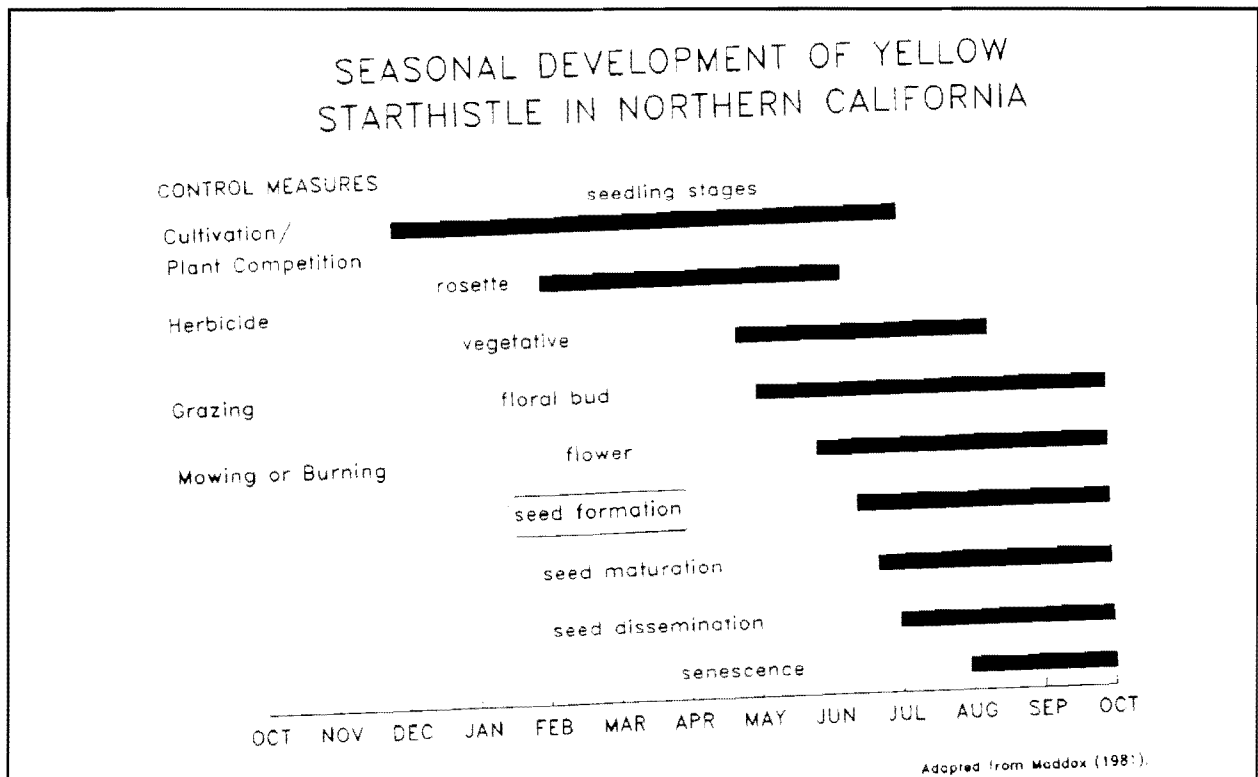 SEASONAL DEVELOPMENT OF YELLOW
STARTHISTLE IN NORTHERN CALIFORNIA
CONTROL MEASURES
seedling stages
Cultivation/
Plant Competition
rosette
Herbicide
vegetative
Grazing
floral bud
Mowing or Burning
flower
seed formation
seed maturation
seed dissemination
senescence
OCT NOV DEC JAN FEB MAR APR MAY JUN JUL AUG SEP OCT
Adapted from Maddox (1981).